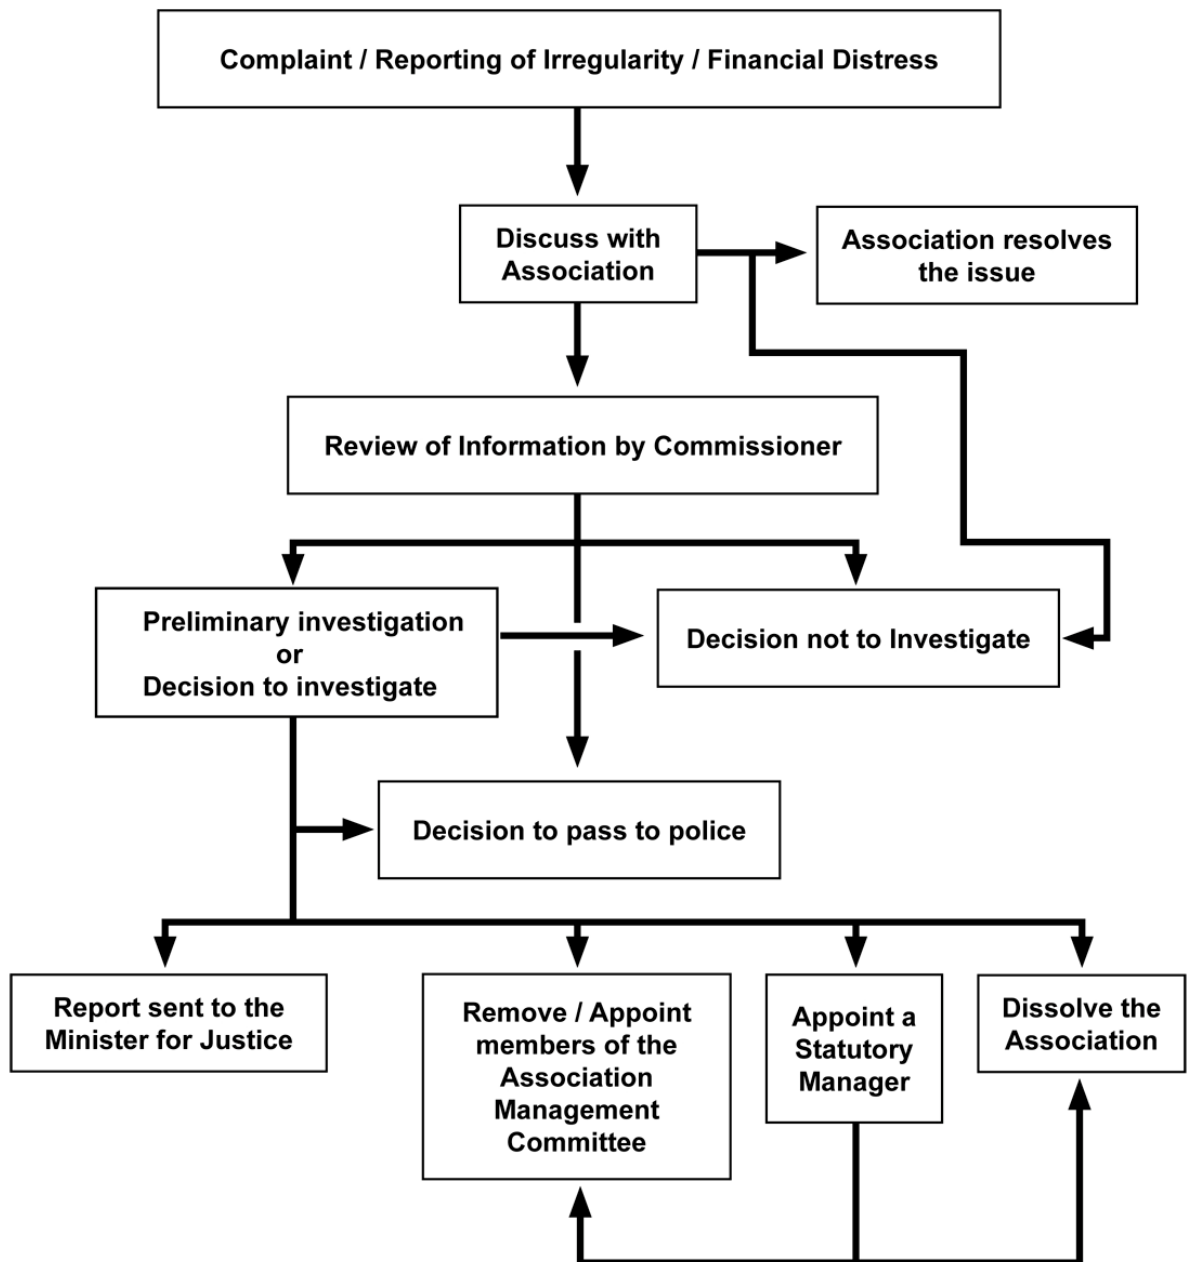 Complaint / Reporting of Irregularity / Financial Distress
Discuss with
Association
Association resolves
the issue
Review of Information by Commissioner
Preliminary investigation
or
Decision to investigate
Decision not to Investigate
Decision to pass to police
Report sent to the
Minister for Justice
Remove / Appoint
members of the
Association
Management
Committee
Appoint a
Statutory
Manager
Dissolve the
Association